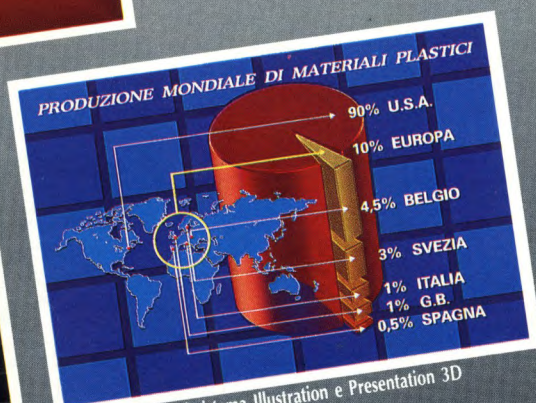 PRODUZIONE MONDIALE DI MATERIALI PLASTICI
90% U.S.A.
10% EUROPA
4,5% BELGIO
3% SVEZIA
1% ITALIA
1% G.B.
0,5% SPAGNA
Illustration e Presentation 3D